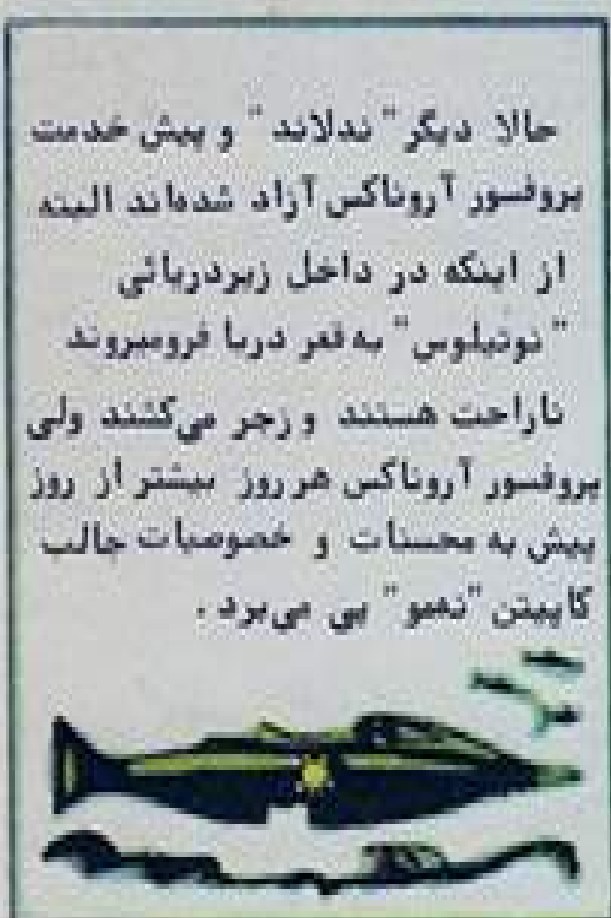 حالا دیگر "ندلاند" و پیش خدمت
پروفسور آروناکس آزاد شده‌اند البته
از اینکه در داخل زیردریائی
"نوتیلوس" به قعر دریا فرومیروند
ناراحت هستند و زجر می‌کشند ولی
پروفسور آروناکس هر روز بیشتر از روز
پیش به محسنات و خصوصیات جالب
کاپیتن "نمو" پی می‌برد.